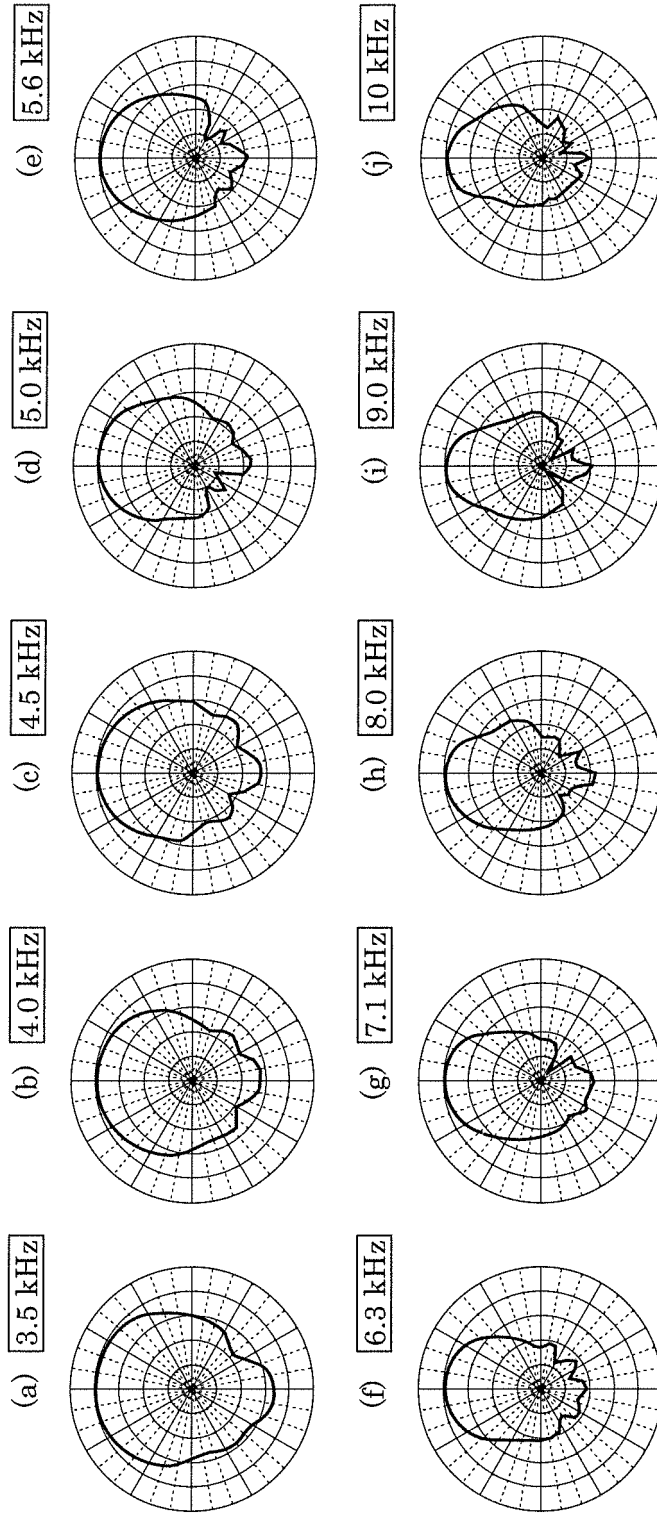 (a) 3.5 kHz
(b) 4.0 kHz
(c) 4.5 kHz
(d) 5.0 kHz
(e) 5.6 kHz
(f) 6.3 kHz
(g) 7.1 kHz
(h) 8.0 kHz
(i) 9.0 kHz
(j) 10 kHz